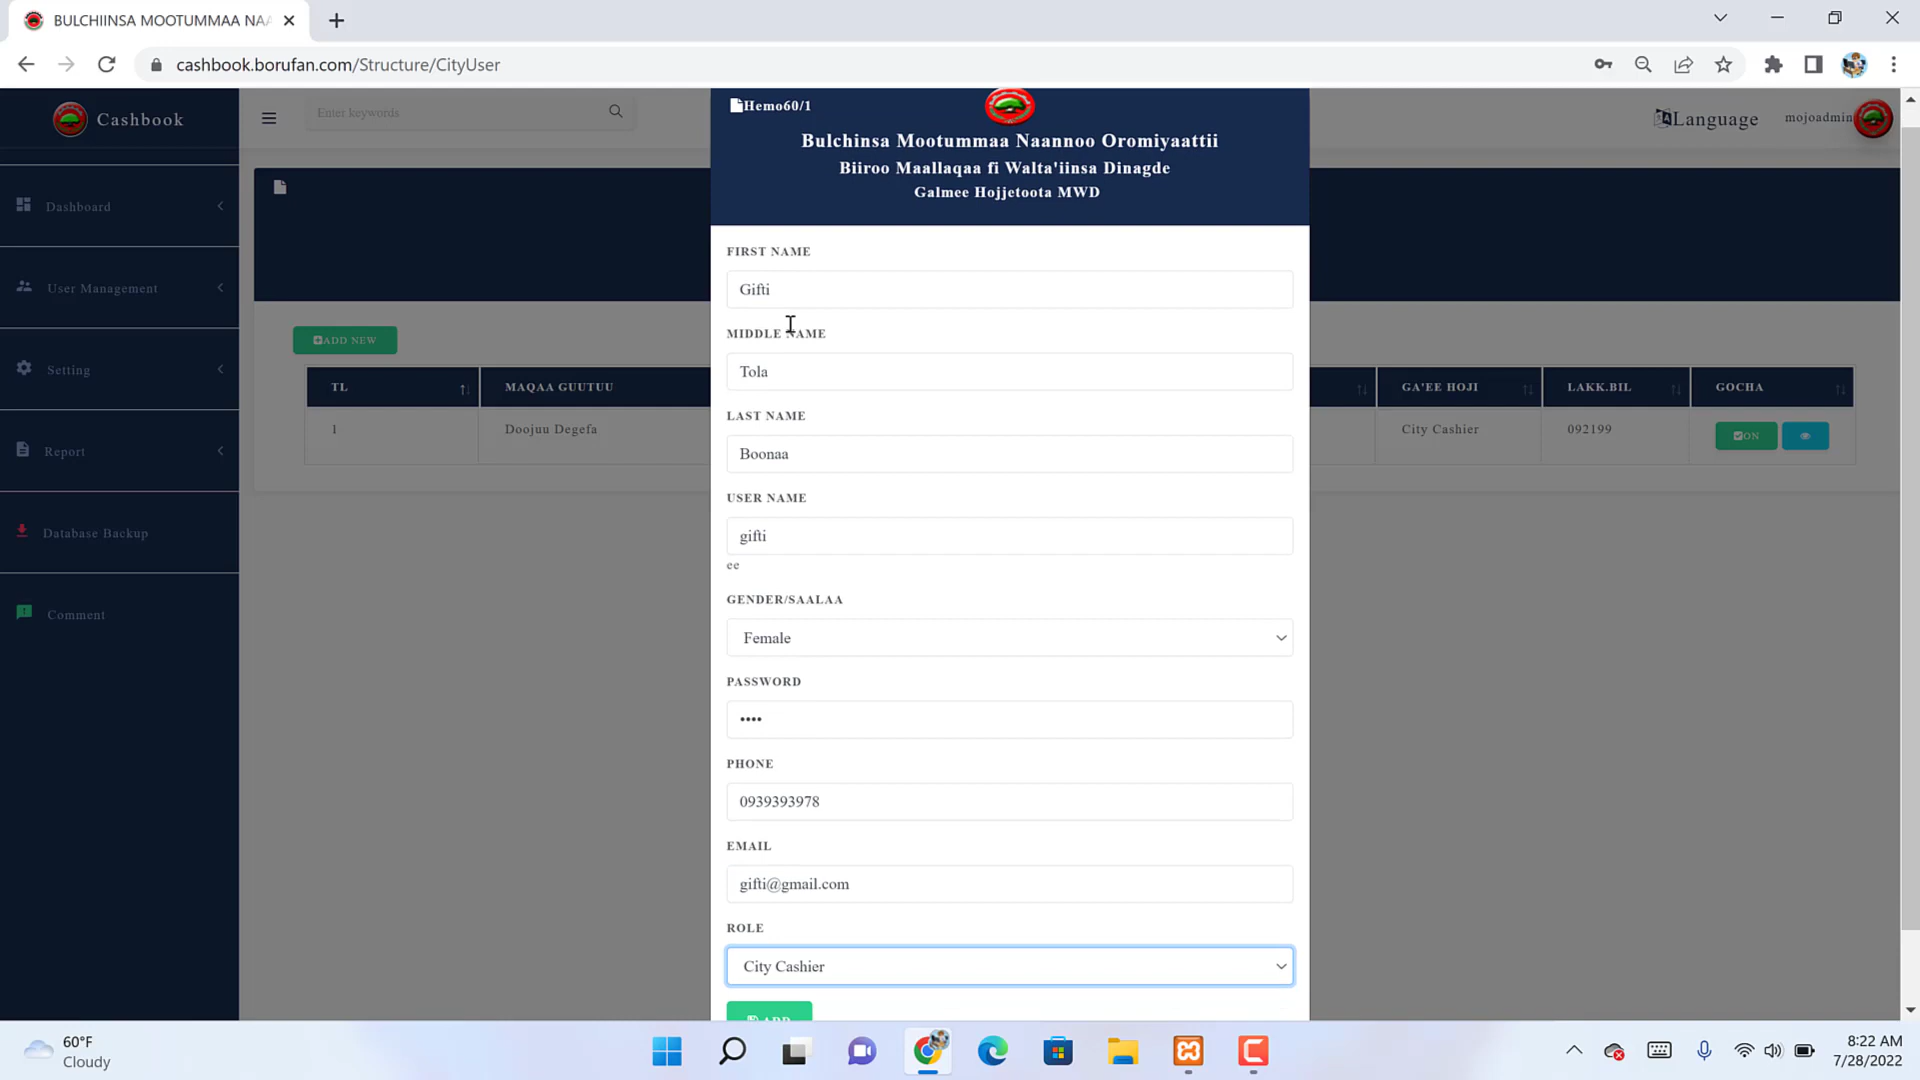 BULCHIINSA MOOTUMMAA NAA
cashbook.borufan.com/Structure/CityUser
Cashbook
Enter keywords
Language
mojoadmin
Dashboard
User Management
Setting
Report
Database Backup
Comment
ADD NEW
TL
MAQAA GUUTUU
GA'EE HOJI
LAKK.BIL
GOCHA
1
Doojuu Degefa
City Cashier
092199
ON
Hemo60/1
Bulchinsa Mootummaa Naannoo Oromiyaattii
Biiroo Maallaqaa fi Walta'iinsa Dinagde
Galmee Hojjetoota MWD
FIRST NAME
Gifti
MIDDLE NAME
Tola
LAST NAME
Boonaa
USER NAME
gifti
ee
GENDER/SAALAA
Female
PASSWORD
••••
PHONE
0939393978
EMAIL
gifti@gmail.com
ROLE
City Cashier
ADD
60°F
Cloudy
8:22 AM
7/28/2022